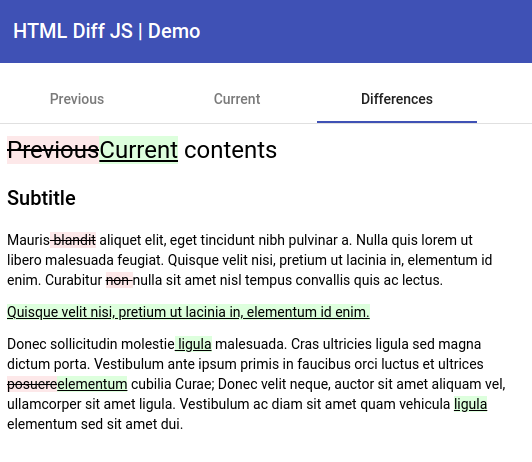 HTML Diff JS | Demo
Previous Current Differences
PreviousCurrent contents
Subtitle
Mauris blandit aliquet elit, eget tincidunt nibh pulvinar a. Nulla quis lorem ut
libero malesuada feugiat. Quisque velit nisi, pretium ut lacinia in, elementum id
enim. Curabitur non nulla sit amet nisl tempus convallis quis ac lectus.
Quisque velit nisi, pretium ut lacinia in, elementum id enim.
Donec sollicitudin molestie ligula malesuada. Cras ultricies ligula sed magna
dictum porta. Vestibulum ante ipsum primis in faucibus orci luctus et ultrices
posuereelementum cubilia Curae; Donec velit neque, auctor sit amet aliquam vel,
ullamcorper sit amet ligula. Vestibulum ac diam sit amet quam vehicula ligula
elementum sed sit amet dui.